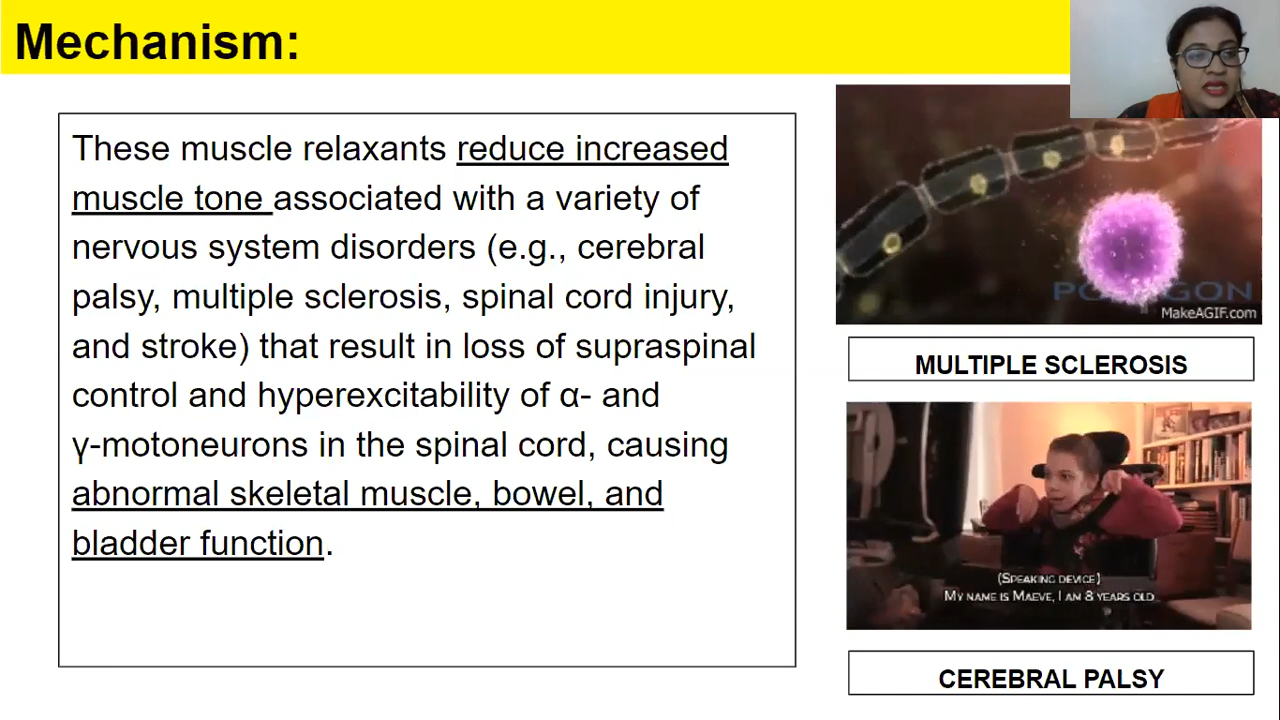 Mechanism:
These muscle relaxants reduce increased
muscle tone associated with a variety of
nervous system disorders (e.g., cerebral
palsy, multiple sclerosis, spinal cord injury,
and stroke) that result in loss of supraspinal
control and hyperexcitability of α- and
γ-motoneurons in the spinal cord, causing
abnormal skeletal muscle, bowel, and
bladder function.
MakeAGIF.com
MULTIPLE SCLEROSIS
(SPEAKING DEVICE)
MY NAME IS MAEVE, I AM 8 YEARS OLD
CEREBRAL PALSY